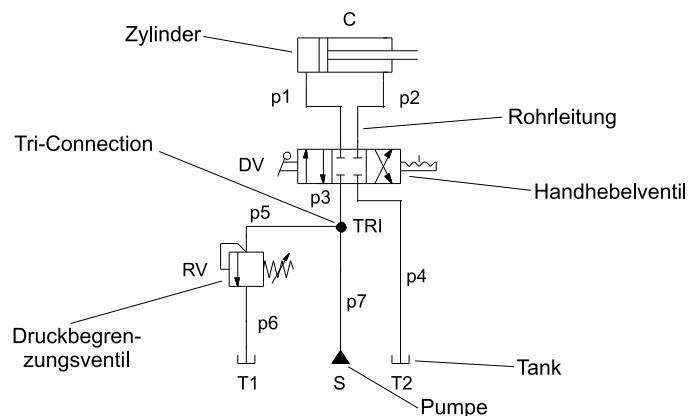 C
Zylinder
p1
p2
Rohrleitung
Tri-Connection
DV
p3
Handhebelventil
p5
TRI
RV
p4
p7
p6
Druckbegren-
zungsventil
Tank
T1
S
T2
Pumpe